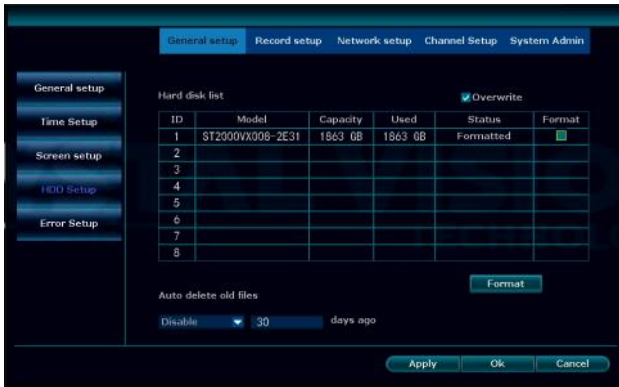 General setup Record setup Network setup Channel Setup System Admin
General setup
Time Setup
Screen setup
HDD Setup
Error Setup
Hard disk list
Overwrite
ID Model Capacity Used Status Format
1 ST2000VX008-2E31 1863 GB 1863 GB Formatted
2
3
4
5
6
7
8
Format
Auto delete old files
Disable 30 days ago
Apply Ok Cancel